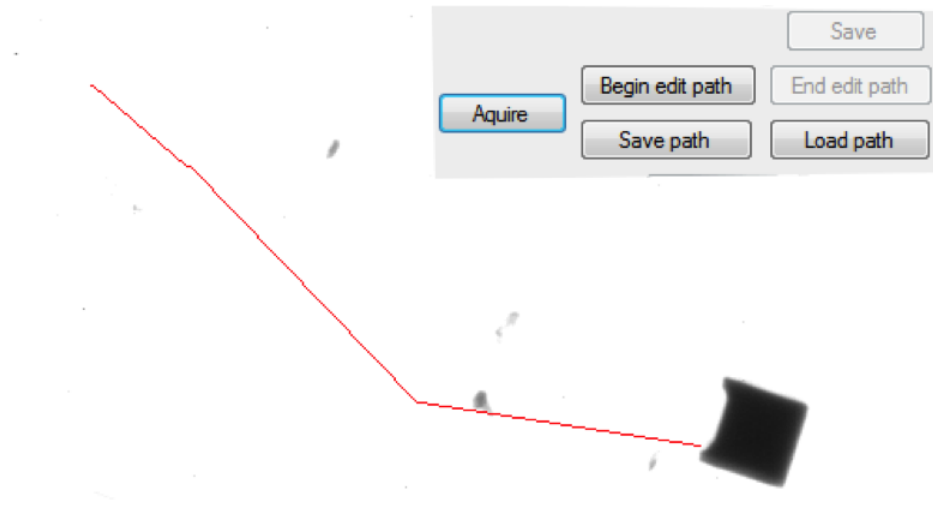 Save
Begin edit path
End edit path
Aquire
Save path
Load path